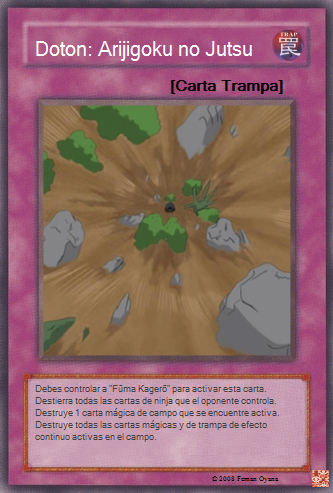 Doton: Arijigoku no Jutsu
TRAP
罠
[Carta Trampa]
Debes controlar a "Fūma Kagerō" para activar esta carta.
Destierra todas las cartas de ninja que el oponente controla.
Destruye 1 carta mágica de campo que se encuentre activa.
Destruye todas las cartas mágicas y de trampa de efecto
continuo activas en el campo.
© 2008 Faman Oyana